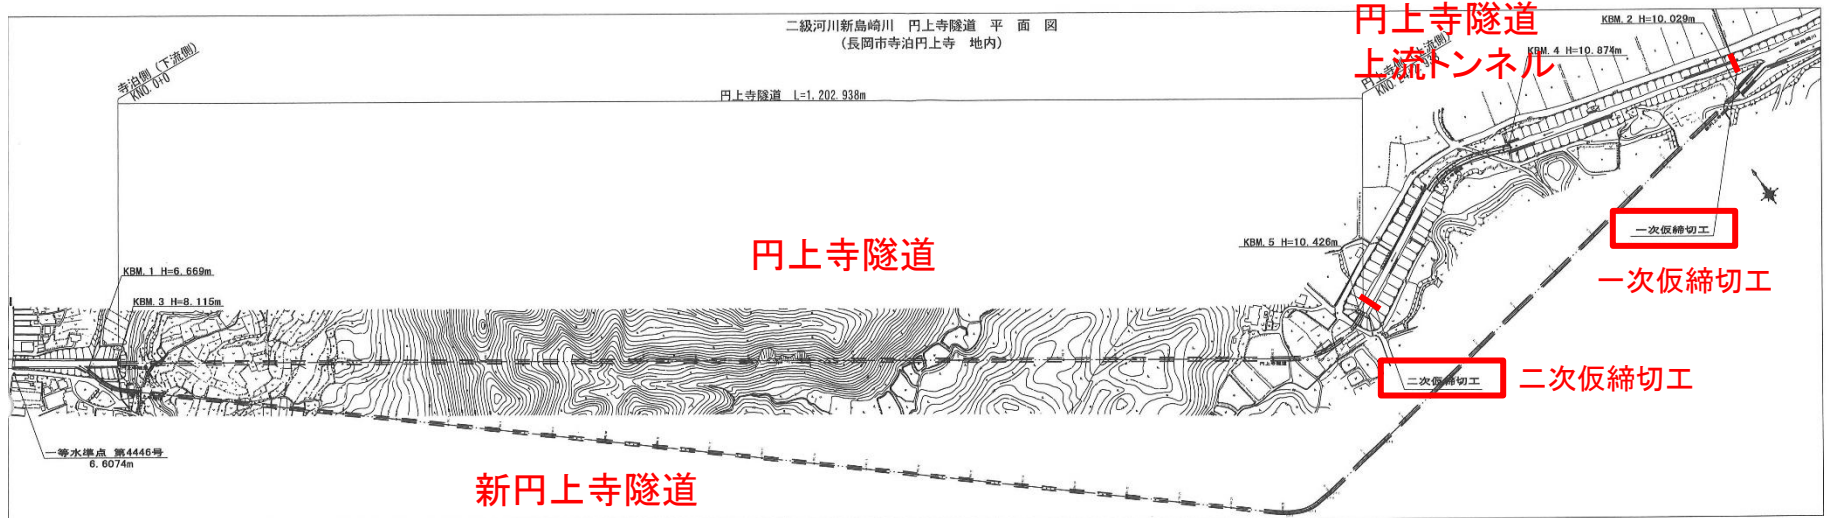 二級河川新島崎川 円上寺隧道 平面図
(長岡市寺泊円上寺 地内)
円上寺隧道
上流トンネル
KBM.2 H=10.029m
KBM.4 H=10.874m
寺泊側(下流側)
KNO.0+0
円上寺隧道 L=1,202.938m
一次仮締切工
一次仮締切工
KBM.5 H=10.426m
円上寺隧道
KBM.1 H=6.669m
KBM.3 H=8.115m
円上寺隧道
二次仮締切工
二次仮締切工
一等水準点 第4446号
6.6074m
新円上寺隧道